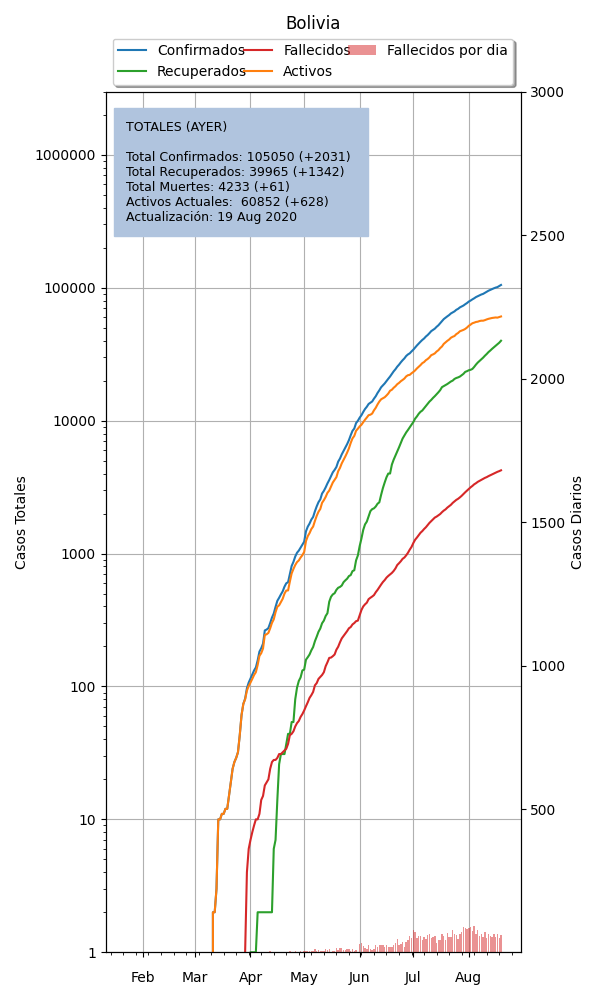 Bolivia
Confirmados
Recuperados
Fallecidos
Activos
Fallecidos por dia
TOTALES (AYER)
Total Confirmados: 105050 (+2031)
Total Recuperados: 39965 (+1342)
Total Muertes: 4233 (+61)
Activos Actuales:  60852 (+628)
Actualización: 19 Aug 2020
Casos Totales
1000000
100000
10000
1000
100
10
1
Casos Diarios
3000
2500
2000
1500
1000
500
Feb Mar Apr May Jun Jul Aug